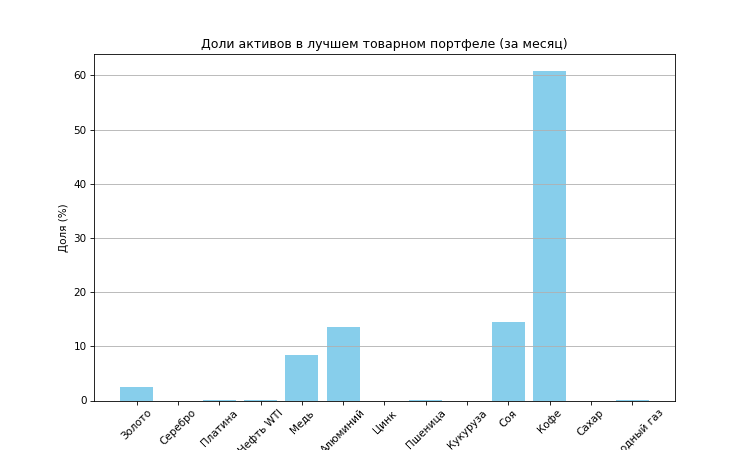 Доли активов в лучшем товарном портфеле (за месяц)
Доля (%)
60
50
40
30
20
10
0
Золото
Серебро
Платина
Нефть WTI
Медь
Алюминий
Цинк
Пшеница
Кукуруза
Соя
Кофе
Сахар
газ